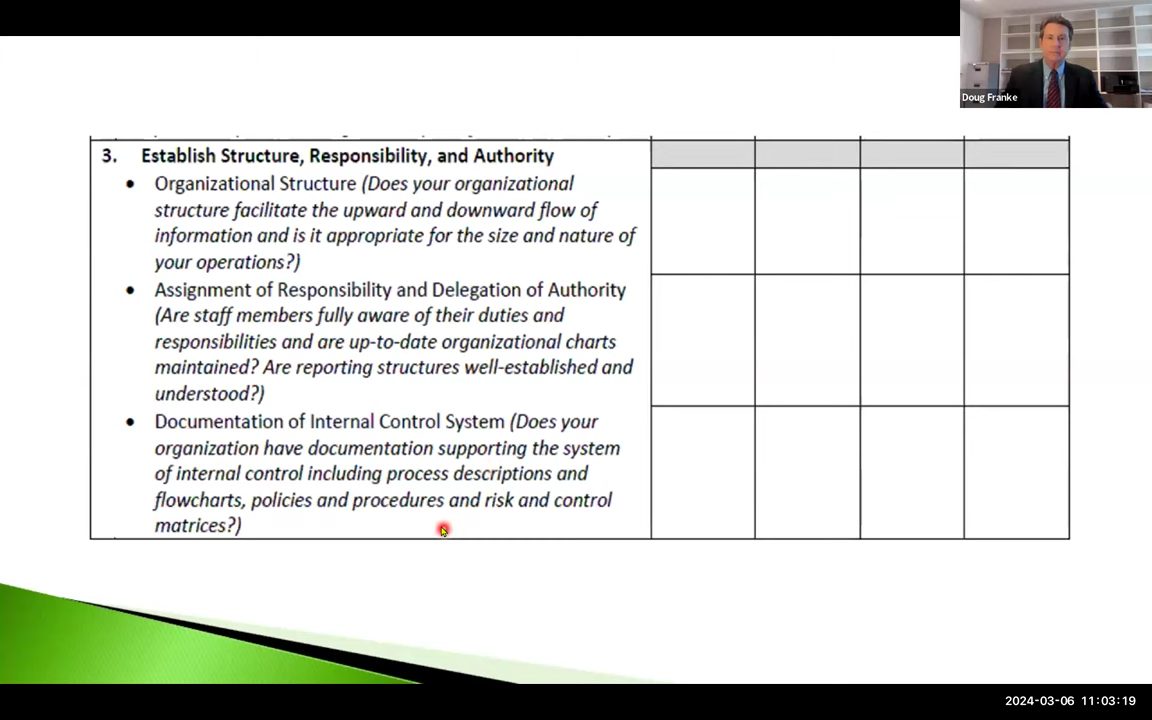 Doug Franke
3. Establish Structure, Responsibility, and Authority
• Organizational Structure (Does your organizational
structure facilitate the upward and downward flow of
information and is it appropriate for the size and nature of
your operations?)
• Assignment of Responsibility and Delegation of Authority
(Are staff members fully aware of their duties and
responsibilities and are up-to-date organizational charts
maintained? Are reporting structures well-established and
understood?)
• Documentation of Internal Control System (Does your
organization have documentation supporting the system
of internal control including process descriptions and
flowcharts, policies and procedures and risk and control
matrices?)
2024-03-06 11:03:19